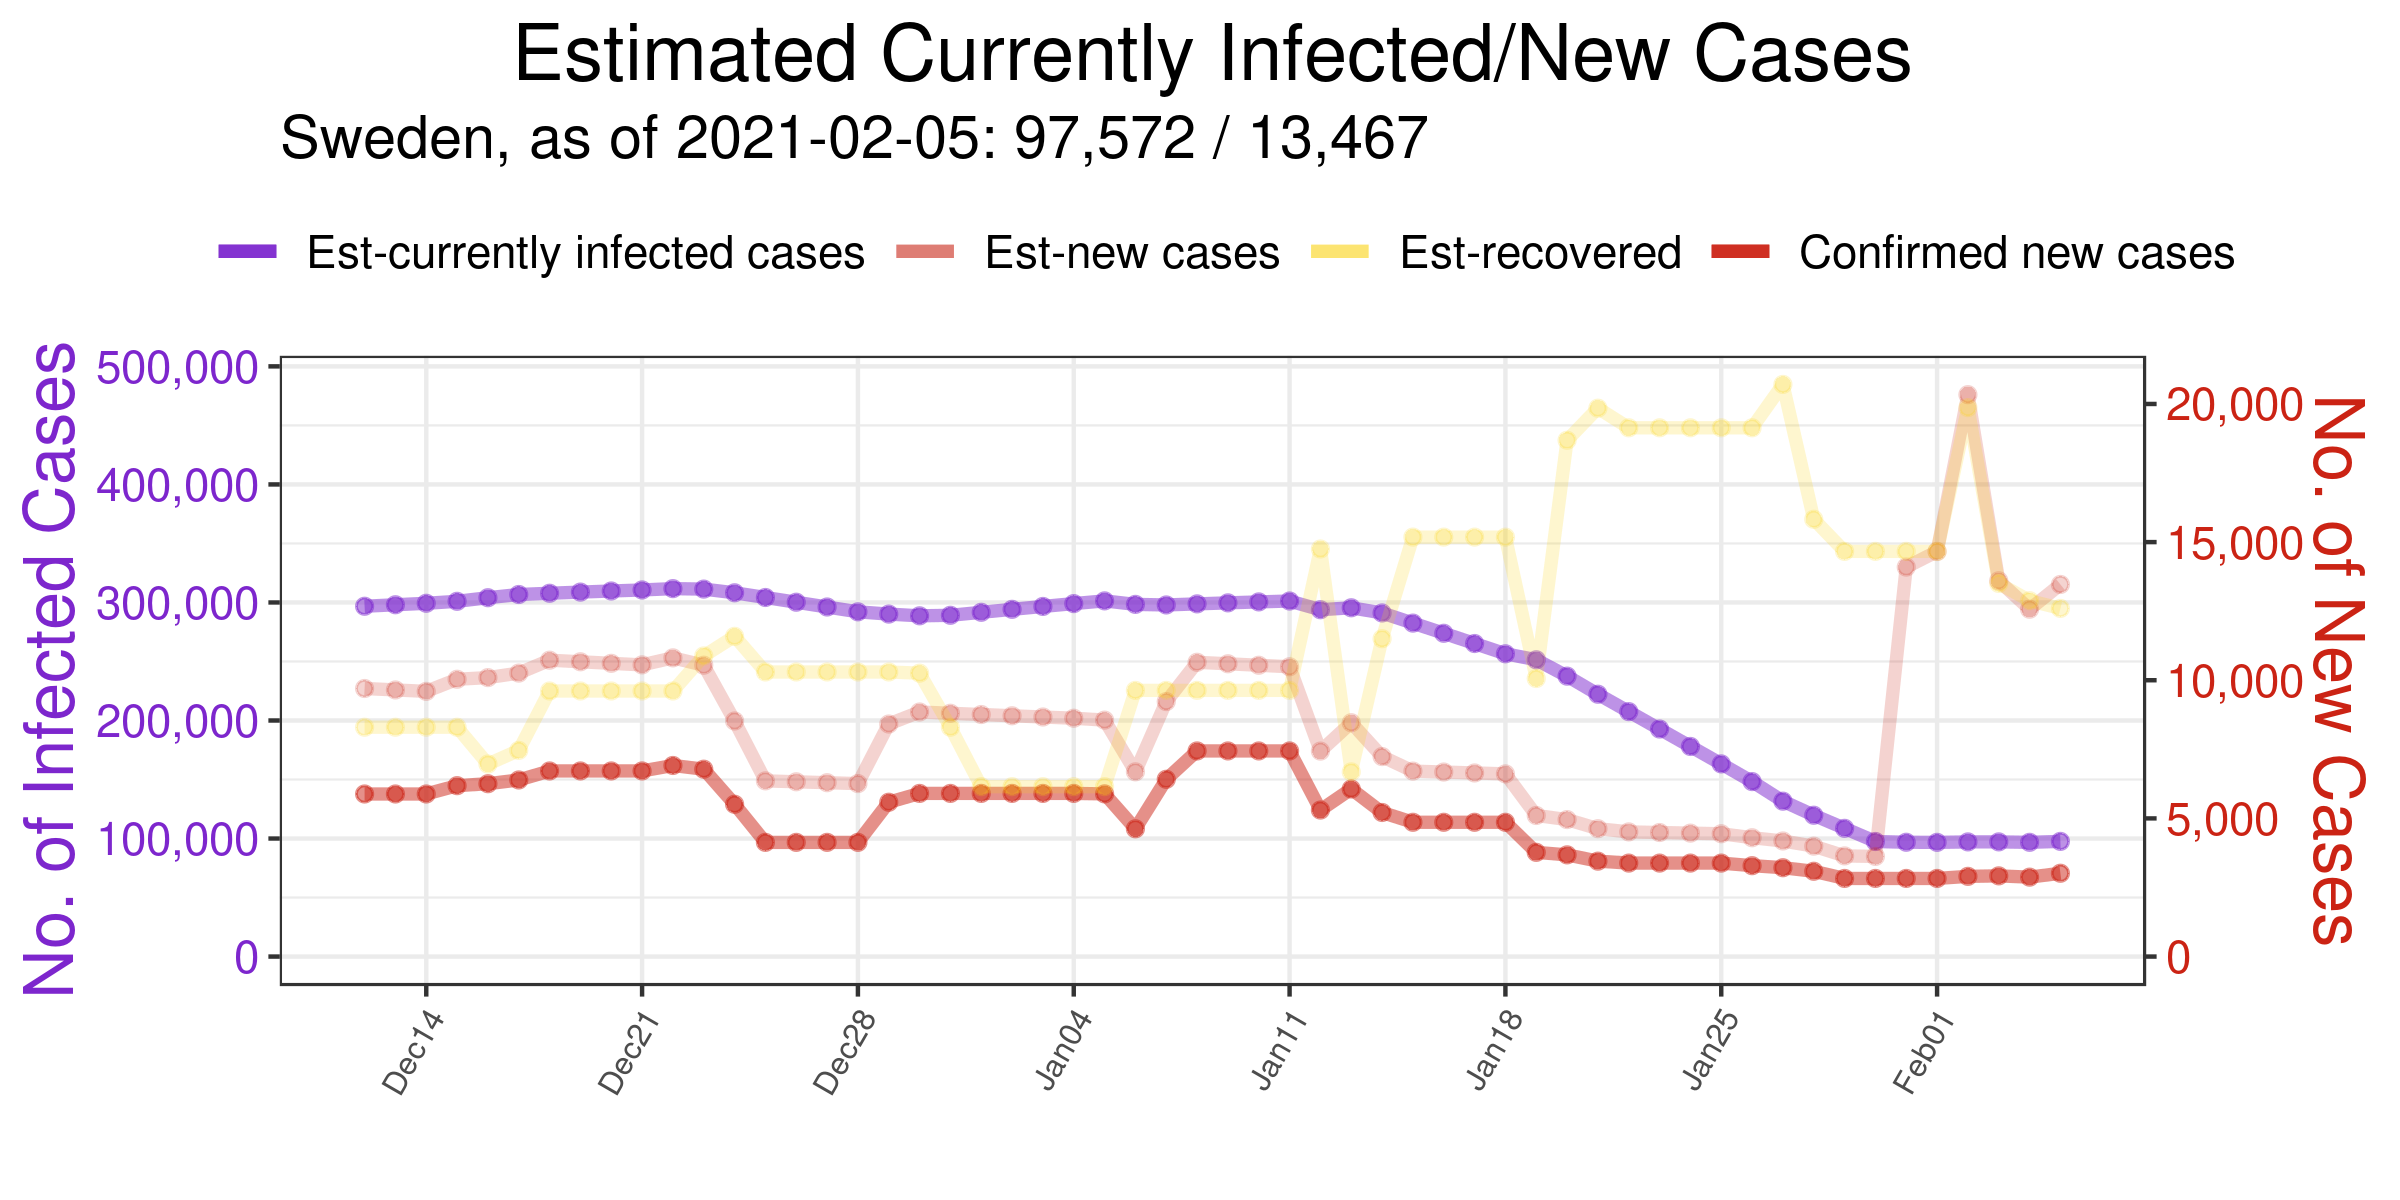 Estimated Currently Infected/New Cases
Sweden, as of 2021-02-05: 97,572 / 13,467
Est-currently infected cases Est-new cases Est-recovered Confirmed new cases
No. of Infected Cases
500,000
400,000
300,000
200,000
100,000
0
20,000
15,000
10,000
5,000
0
No. of New Cases
Dec14 Dec21 Dec28 Jan04 Jan11 Jan18 Jan25 Feb01